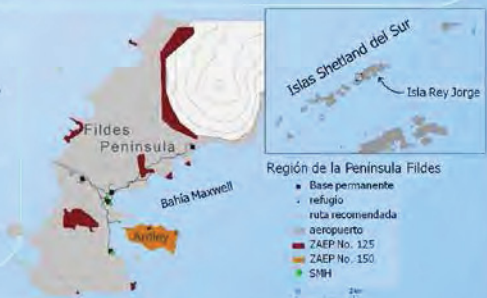 Islas Shetland del Sur
Isla Rey Jorge
Fildes
Peninsula
Bahía Maxwell
Ardley
Región de la Península Fildes
Base permanente
refugio
ruta recomendada
aeropuerto
ZAEP No. 125
ZAEP No. 150
SMH
0